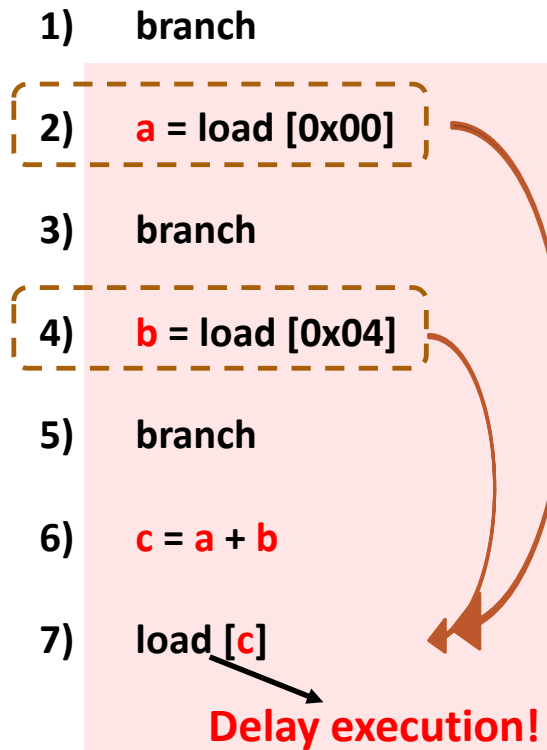 1) branch
2) a = load [0x00]
3) branch
4) b = load [0x04]
5) branch
6) c = a + b
7) load [c]
Delay execution!